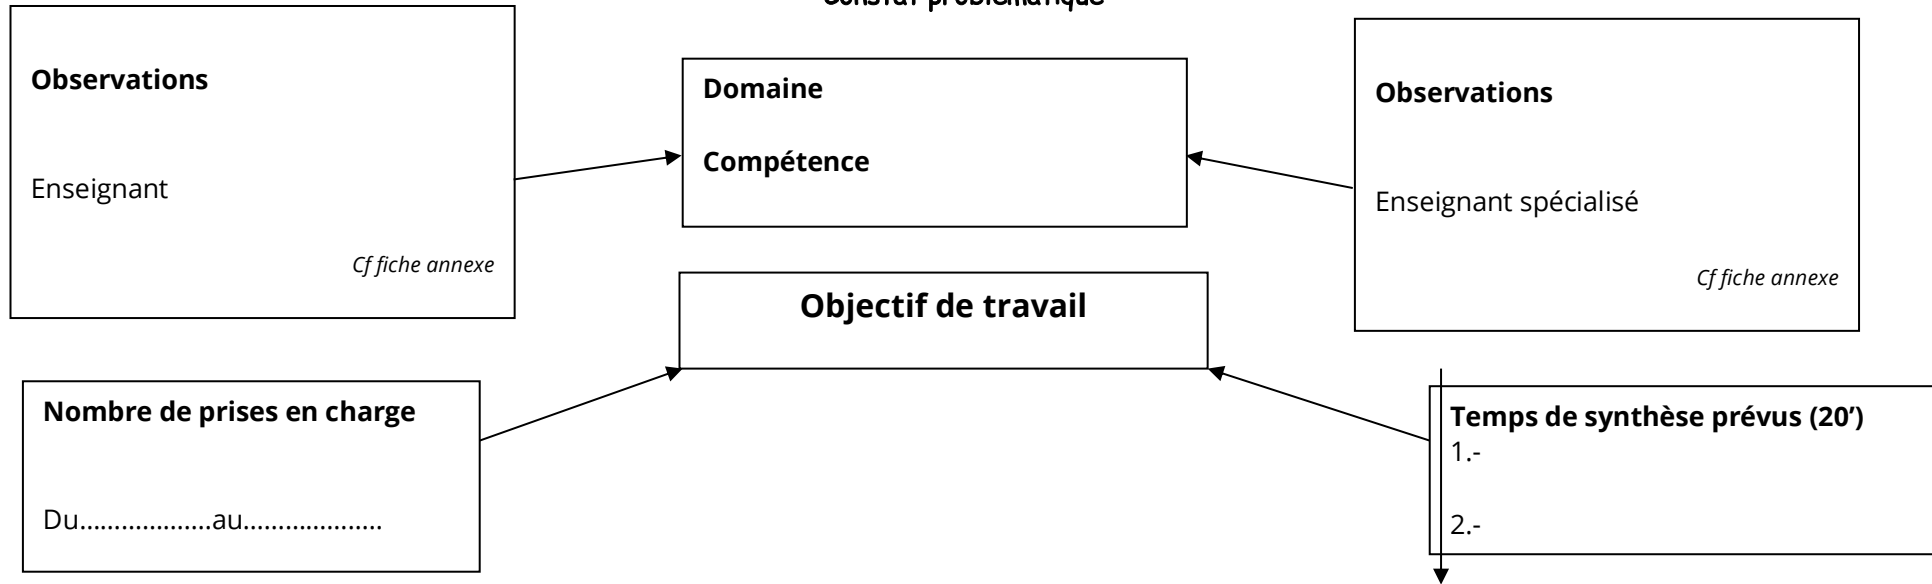 Constat problématique
Observations
Enseignant
Cf fiche annexe
Domaine
Compétence
Observations
Enseignant spécialisé
Cf fiche annexe
Objectif de travail
Nombre de prises en charge
Du...................au....................
Temps de synthèse prévus (20’)
1.-
2.-